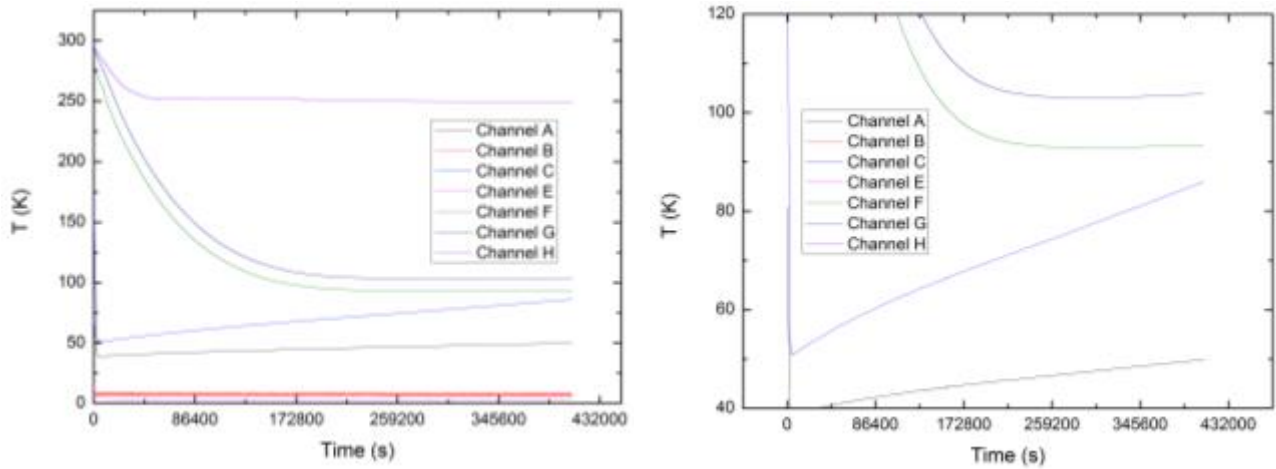 300
250
200
150
100
50
0
T (K)
0 86400 172800 259200 345600 432000
Time (s)
Channel A
Channel B
Channel C
Channel E
Channel F
Channel G
Channel H
120
100
80
60
40
T (K)
0 86400 172800 259200 345600 432000
Time (s)
Channel A
Channel B
Channel C
Channel E
Channel F
Channel G
Channel H